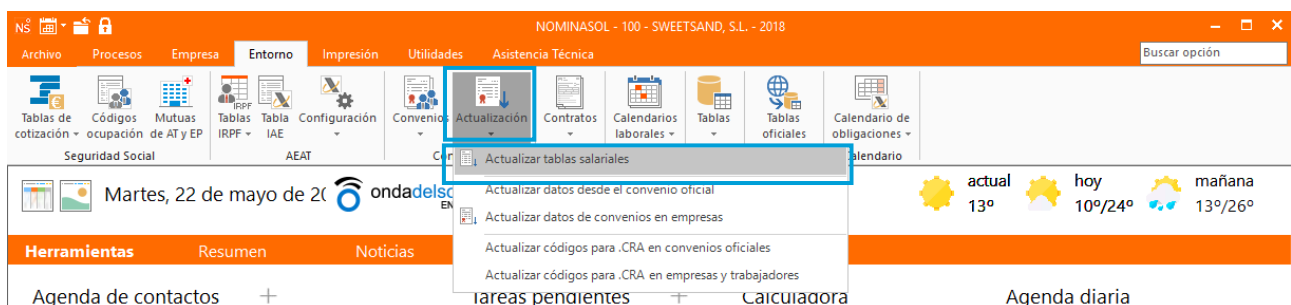 NOMINASOL - 100 - SWEETSAND, S.L. - 2018
Archivo Procesos Empresa Entorno Impresión Utilidades Asistencia Técnica Buscar opción
IRPF
Tablas de cotización
Códigos ocupación
Mutuas de AT y EP
Tablas IRPF
Tabla IAE
Configuración
Convenios
Actualización
Contratos
Calendarios laborales
Tablas
Tablas oficiales
Calendario de obligaciones
Seguridad Social AEAT
Actualizar tablas salariales
Actualizar datos desde el convenio oficial
Actualizar datos de convenios en empresas
Actualizar códigos para .CRA en convenios oficiales
Actualizar códigos para .CRA en empresas y trabajadores
Martes, 22 de mayo de
actual hoy mañana
13º 10º/24º 13º/26º
Herramientas Resumen Noticias
Agenda de contactos Tareas pendientes Calculadora Agenda diaria